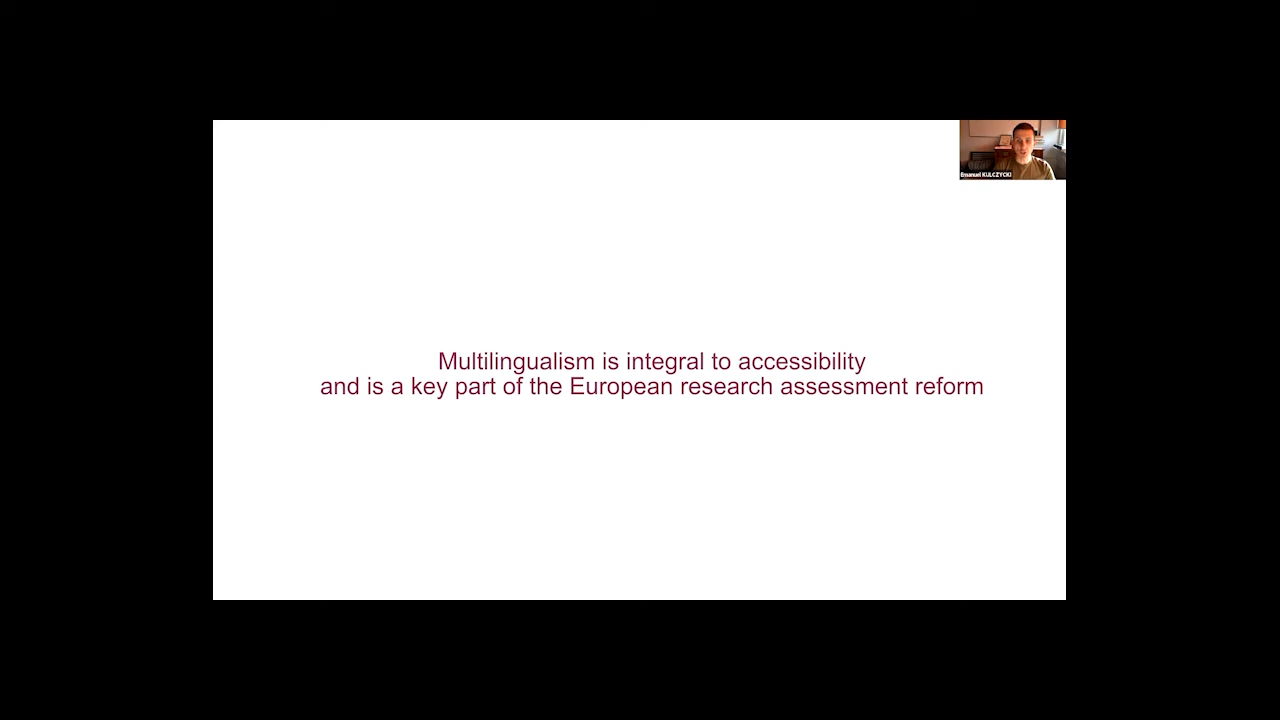 Emanuel KULCZYCKI
Multilingualism is integral to accessibility
and is a key part of the European research assessment reform